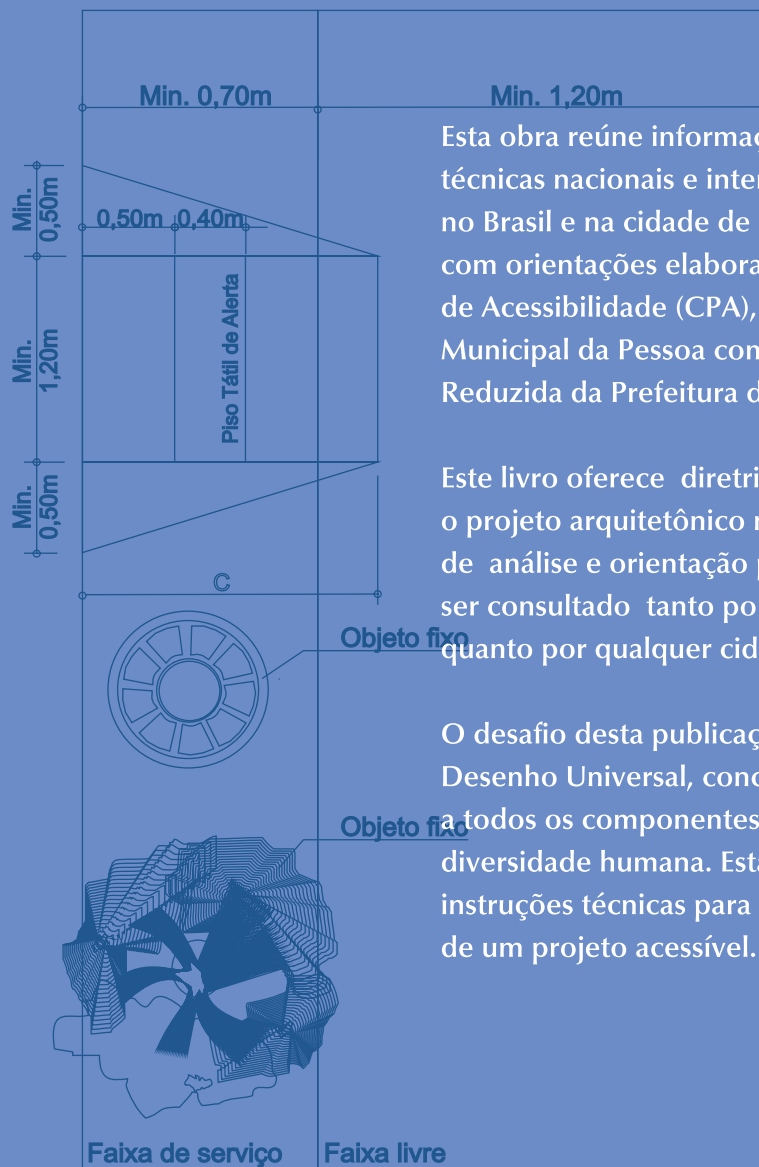 Min. 0,70m
Min. 1,20m
Min.
0,50m
0,50m
0,40m
Min.
1,20m
Piso Tátil de Alerta
Min.
0,50m
C
Objeto fixo
Objeto fixo
Faixa de serviço
Faixa livre
Esta obra reúne informaç
técnicas nacionais e inter
no Brasil e na cidade de
com orientações elabora
de Acessibilidade (CPA),
Municipal da Pessoa con
Reduzida da Prefeitura d
Este livro oferece diretri
o projeto arquitetônico
de análise e orientação
ser consultado tanto po
quanto por qualquer cid
O desafio desta publicaç
Desenho Universal, conc
a todos os componentes
diversidade humana. Esta
instruções técnicas para
de um projeto acessível.